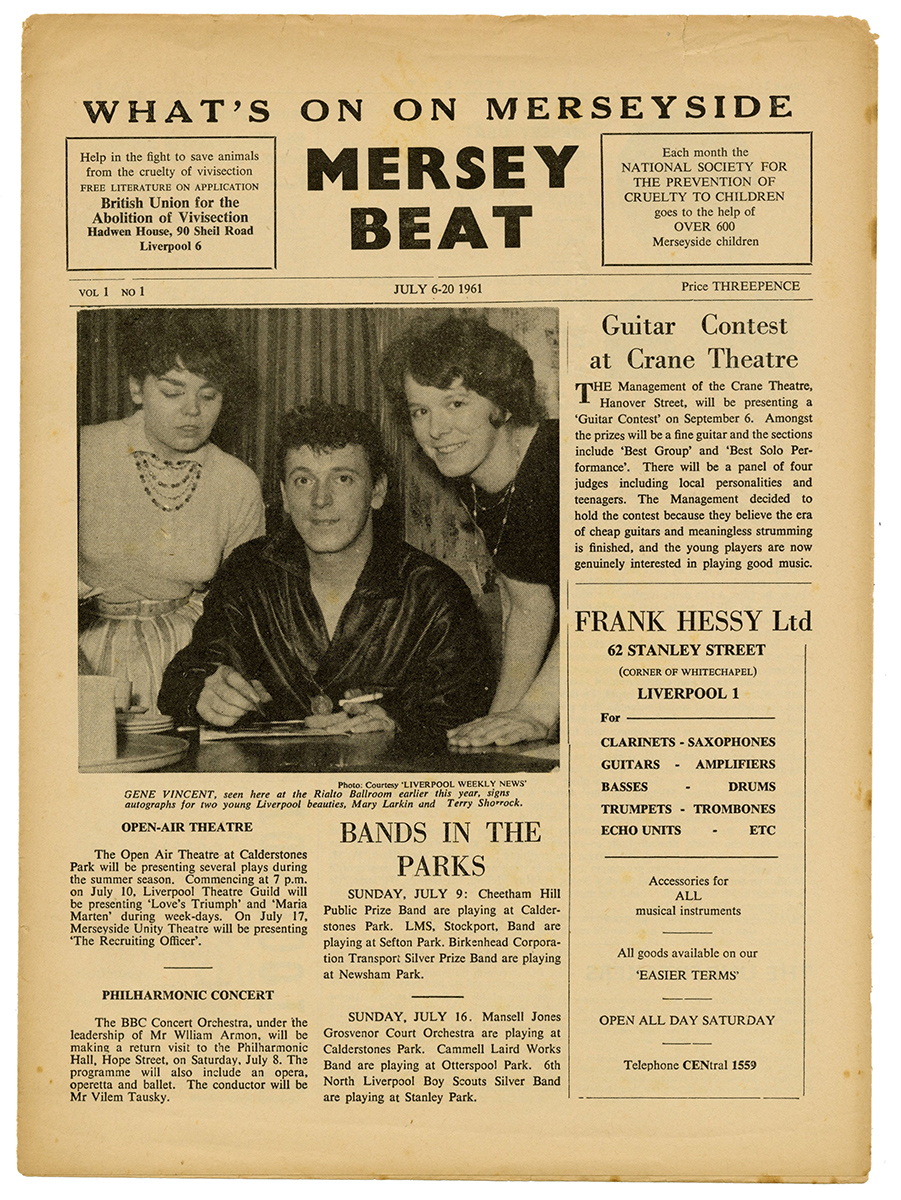 WHAT'S ON ON MERSEYSIDE
Help in the fight to save animals
from the cruelty of vivisection
FREE LITERATURE ON APPLICATION
British Union for the
Abolition of Vivisection
Hadwen House, 90 Sheil Road
Liverpool 6
MERSEY
BEAT
Each month the
NATIONAL SOCIETY FOR
THE PREVENTION OF
CRUELTY TO CHILDREN
goes to the help of
OVER 600
Merseyside children
VOL 1 NO 1
JULY 6-20 1961
Price THREEPENCE
Photo: Courtesy 'LIVERPOOL WEEKLY NEWS'
GENE VINCENT, seen here at the Rialto Ballroom earlier this year, signs
autographs for two young Liverpool beauties, Mary Larkin and Terry Shorrock.
OPEN-AIR THEATRE
The Open Air Theatre at Calderstones
Park will be presenting several plays during
the summer season. Commencing at 7 p.m.
on July 10, Liverpool Theatre Guild will
be presenting 'Love's Triumph' and 'Maria
Marten' during week-days. On July 17,
Merseyside Unity Theatre will be presenting
'The Recruiting Officer'.
PHILHARMONIC CONCERT
The BBC Concert Orchestra, under the
leadership of Mr Wlliam Armon, will be
making a return visit to the Philharmonic
Hall, Hope Street, on Saturday, July 8. The
programme will also include an opera,
operetta and ballet. The conductor will be
Mr Vilem Tausky.
BANDS IN THE
PARKS
SUNDAY, JULY 9: Cheetham Hill
Public Prize Band are playing at Calder-
stones Park. LMS, Stockport, Band are
playing at Sefton Park. Birkenhead Corpora-
tion Transport Silver Prize Band are playing
at Newsham Park.
SUNDAY, JULY 16. Mansell Jones
Grosvenor Court Orchestra are playing at
Calderstones Park. Cammell Laird Works
Band are playing at Otterspool Park. 6th
North Liverpool Boy Scouts Silver Band
are playing at Stanley Park.
Guitar Contest
at Crane Theatre
THE Management of the Crane Theatre,
Hanover Street, will be presenting a
'Guitar Contest' on September 6. Amongst
the prizes will be a fine guitar and the sections
include 'Best Group' and 'Best Solo Per-
formance'. There will be a panel of four
judges including local personalities and
teenagers. The Management decided to
hold the contest because they believe the era
of cheap guitars and meaningless strumming
is finished, and the young players are now
genuinely interested in playing good music.
FRANK HESSY Ltd
62 STANLEY STREET
(CORNER OF WHITECHAPEL)
LIVERPOOL 1
For
CLARINETS - SAXOPHONES
GUITARS - AMPLIFIERS
BASSES - DRUMS
TRUMPETS - TROMBONES
ECHO UNITS - ETC
Accessories for
ALL
musical instruments
All goods available on our
'EASIER TERMS'
OPEN ALL DAY SATURDAY
Telephone CENtral 1559